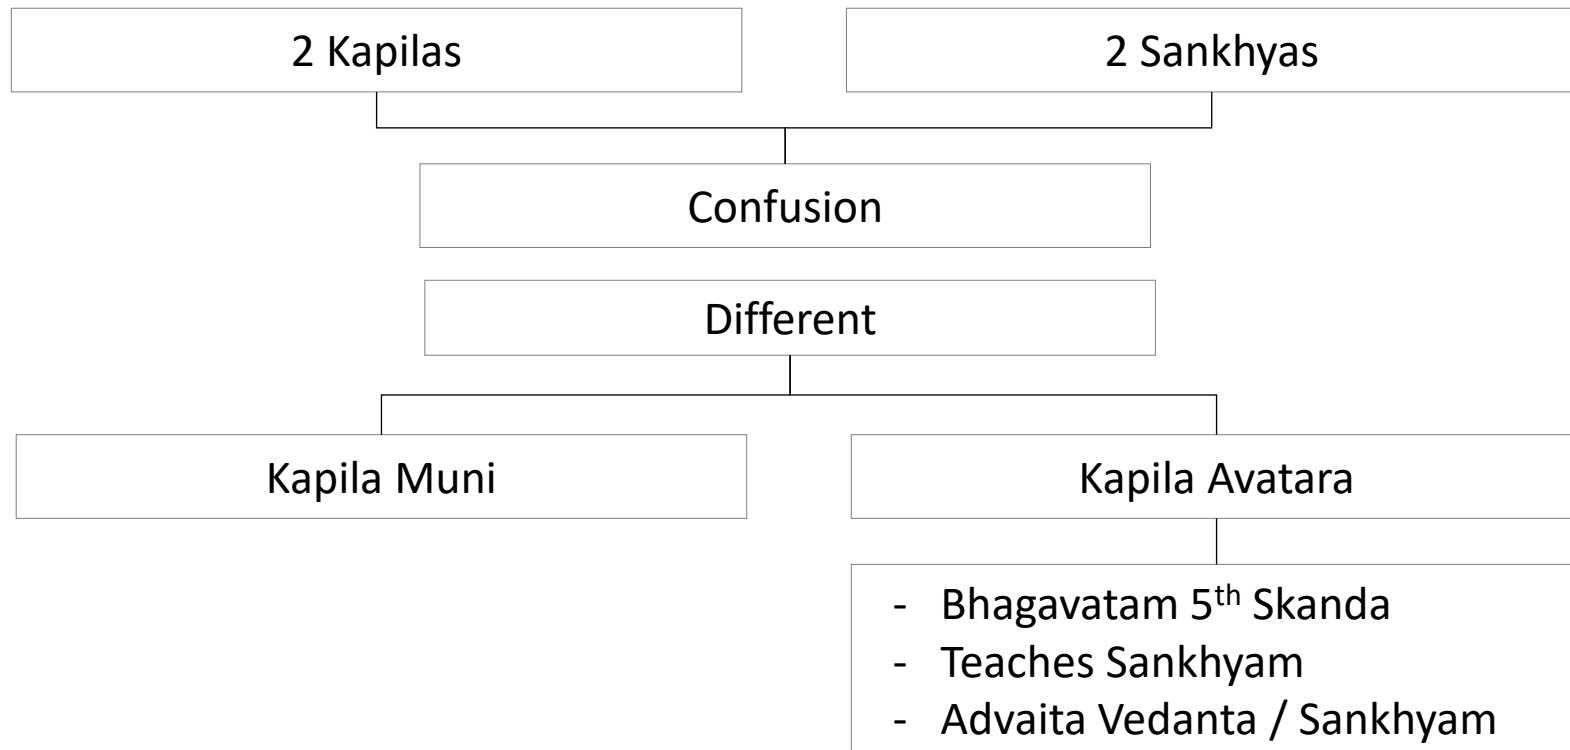 2 Kapilas
2 Sankhyas
Confusion
Different
Kapila Muni
Kapila Avatara
- Bhagavatam 5th Skanda
- Teaches Sankhyam
- Advaita Vedanta / Sankhyam